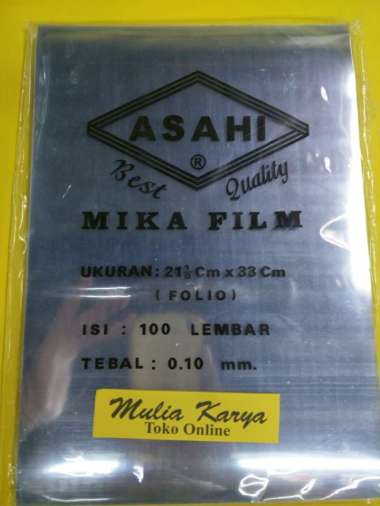 ASAHI
®
Best Quality
MIKA FILM
UKURAN: 21½ Cm x 33 Cm
( FOLIO )
ISI : 100 LEMBAR
TEBAL : 0.10 mm.
Mulia Karya
Toko Online